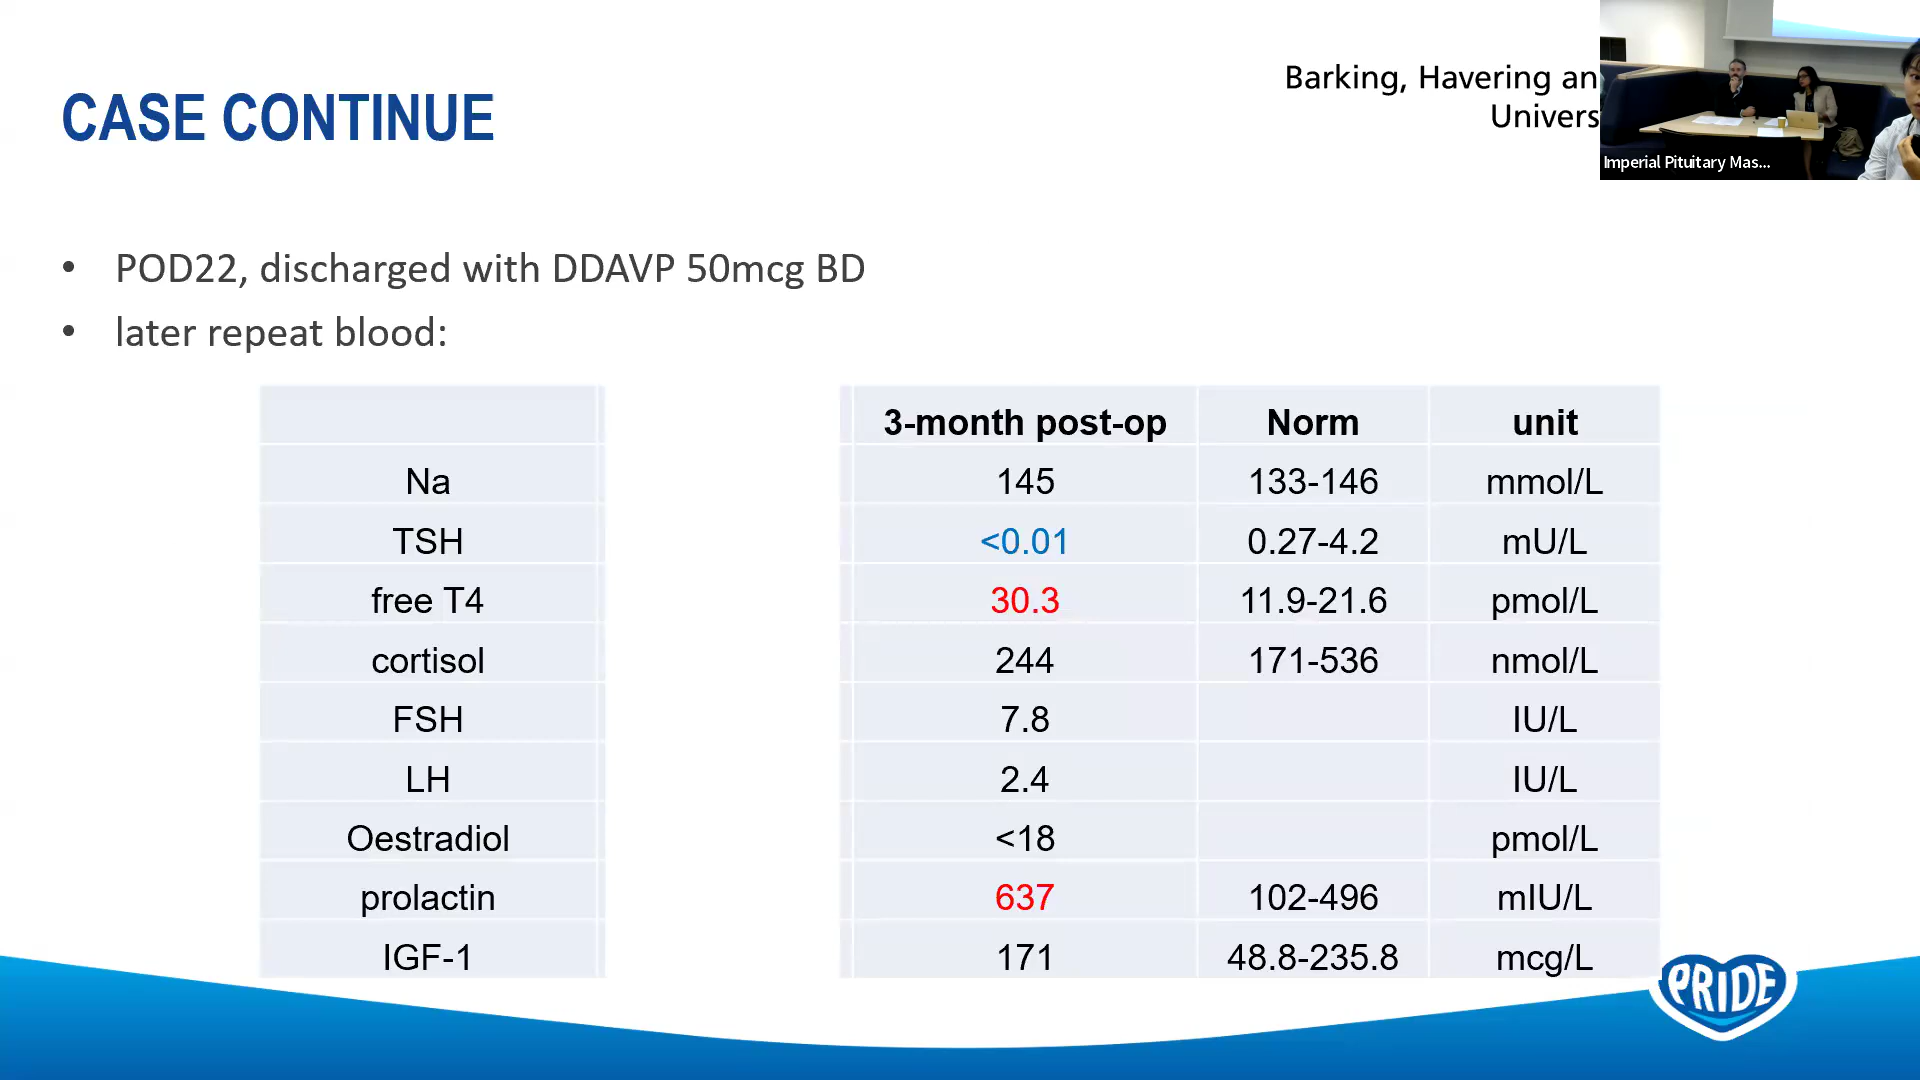 Barking, Havering an
Univers
Imperial Pituitary Mas...
CASE CONTINUE
• POD22, discharged with DDAVP 50mcg BD
• later repeat blood:
3-month post-op Norm unit
Na 145 133-146 mmol/L
TSH <0.01 0.27-4.2 mU/L
free T4 30.3 11.9-21.6 pmol/L
cortisol 244 171-536 nmol/L
FSH 7.8 IU/L
LH 2.4 IU/L
Oestradiol <18 pmol/L
prolactin 637 102-496 mIU/L
IGF-1 171 48.8-235.8 mcg/L
PRIDE